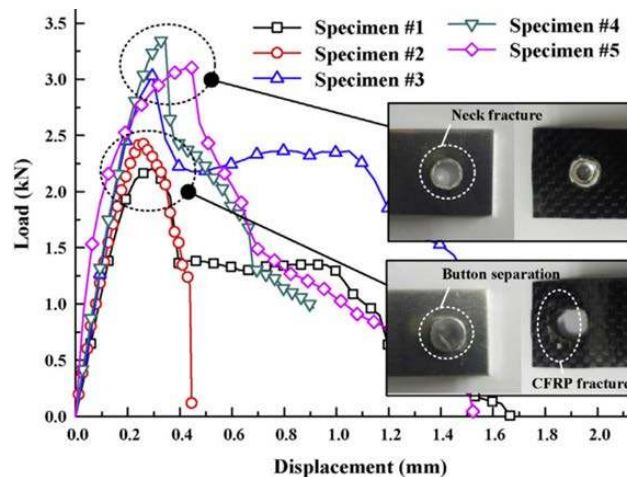 Specimen #1
Specimen #2
Specimen #3
Specimen #4
Specimen #5
3.5
3.0
2.5
2.0
1.5
1.0
0.5
0.0
Load (kN)
Neck fracture
Button separation
CFRP fracture
0.0 0.2 0.4 0.6 0.8 1.0 1.2 1.4 1.6 1.8 2.0
Displacement (mm)